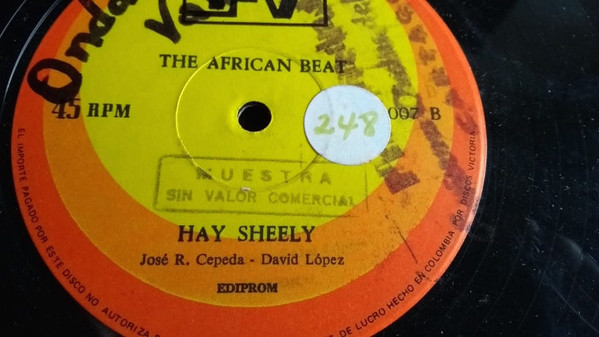 Onda
THE AFRICAN BEAT
45 RPM
248
007 B
MUESTRA
SIN VALOR COMERCIAL
HAY SHEELY
José R. Cepeda - David López
EDIPROM
EL IMPORTE PAGADO POR ESTE DISCO NO AUTORIZA
DE LUCRO HECHO EN COLOMBIA POR DISCOS VICTORIA